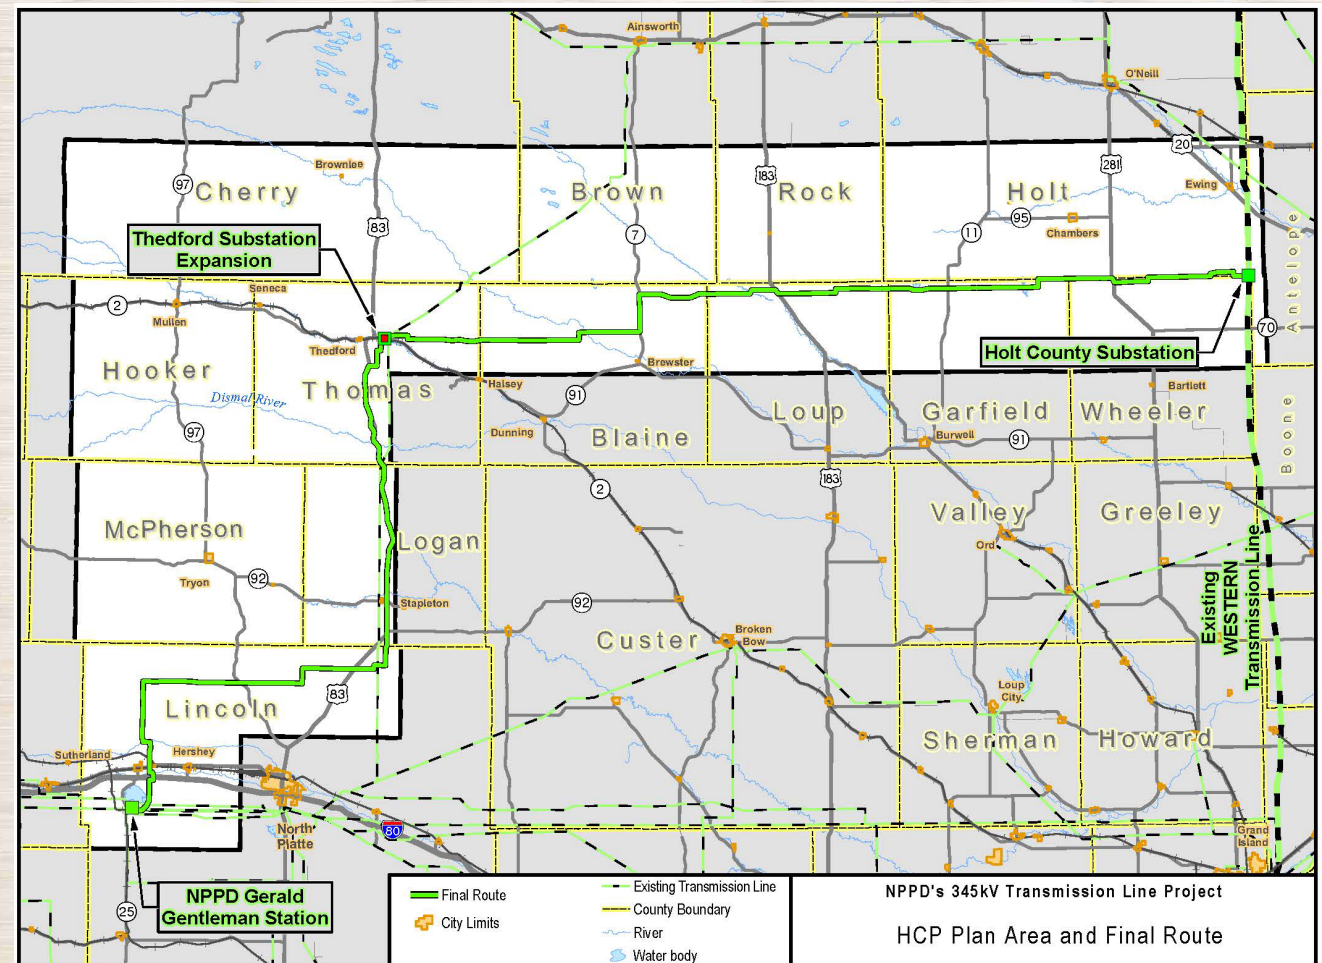 Ainsworth
O'Neill
20
Brownlee
97
Cherry
Brown
183
Rock
Holt
281
Ewing
95
11
Chambers
83
7
Antelope
Thedford Substation
Expansion
2
Seneca
Mullen
Thedford
70
Holt County Substation
Hooker
Thomas
Brewster
Halsey
91
Dismal River
Bartlett
Loup
Garfield
Wheeler
97
Dunning
Blaine
Burwell
91
Boone
2
183
McPherson
Logan
Valley
Greeley
Ord
Tryon
92
Stapleton
92
Existing
WESTERN
Transmission Line
Custer
Broken
Bow
83
Lincoln
Loup
City
Sherman
Howard
Sutherland
Hershey
North
Platte
80
Grand
Island
NPPD Gerald
Gentleman Station
25
Final Route
City Limits
Existing Transmission Line
County Boundary
River
Water body
NPPD's 345kV Transmission Line Project
HCP Plan Area and Final Route